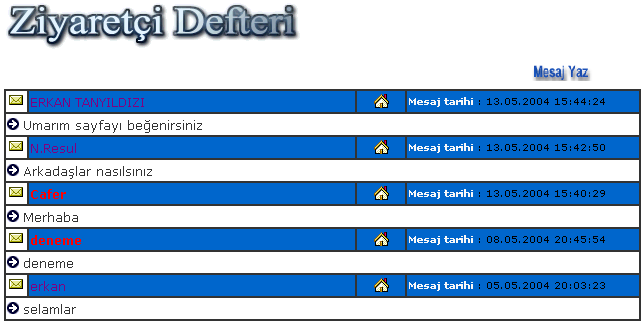 Ziyaretçi Defteri
Mesaj Yaz
ERKAN TANYILDIZI Mesaj tarihi : 13.05.2004 15:44:24
Umarım sayfayı beğenirsiniz
N.Resul Mesaj tarihi : 13.05.2004 15:42:50
Arkadaşlar nasılsınız
Cafer Mesaj tarihi : 13.05.2004 15:40:29
Merhaba
deneme Mesaj tarihi : 08.05.2004 20:45:54
deneme
erkan Mesaj tarihi : 05.05.2004 20:03:23
selamlar